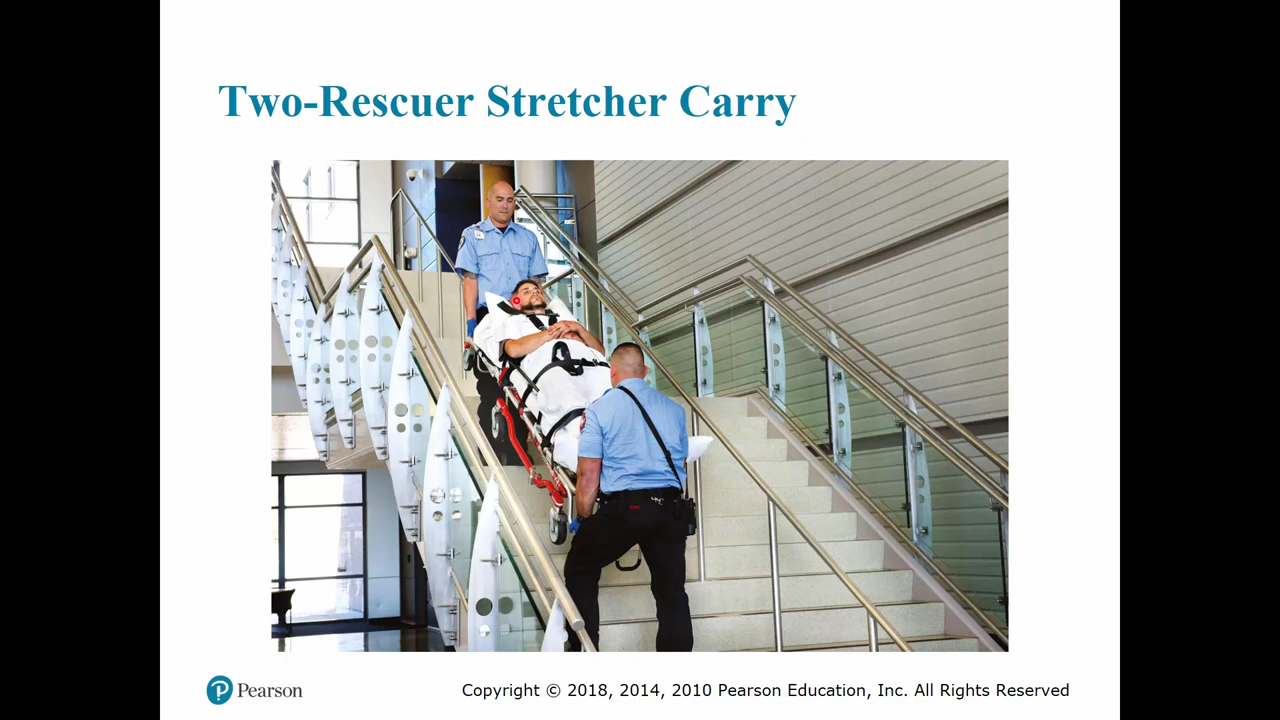 Two-Rescuer Stretcher Carry
Pearson
Copyright © 2018, 2014, 2010 Pearson Education, Inc. All Rights Reserved